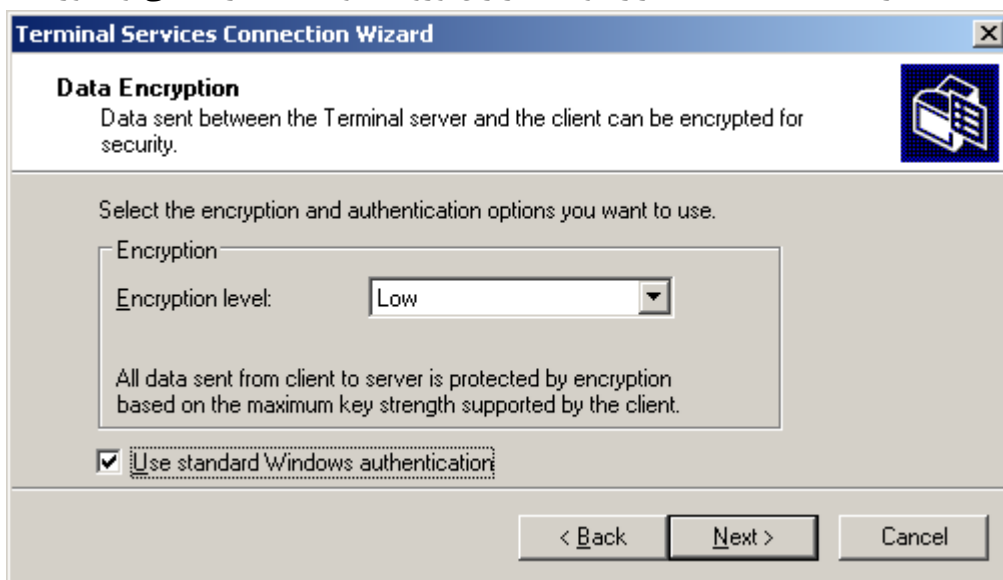 Terminal Services Connection Wizard
Data Encryption
Data sent between the Terminal server and the client can be encrypted for
security.
Select the encryption and authentication options you want to use.
Encryption
Encryption level:
Low
All data sent from client to server is protected by encryption
based on the maximum key strength supported by the client.
Use standard Windows authentication
< Back
Next >
Cancel